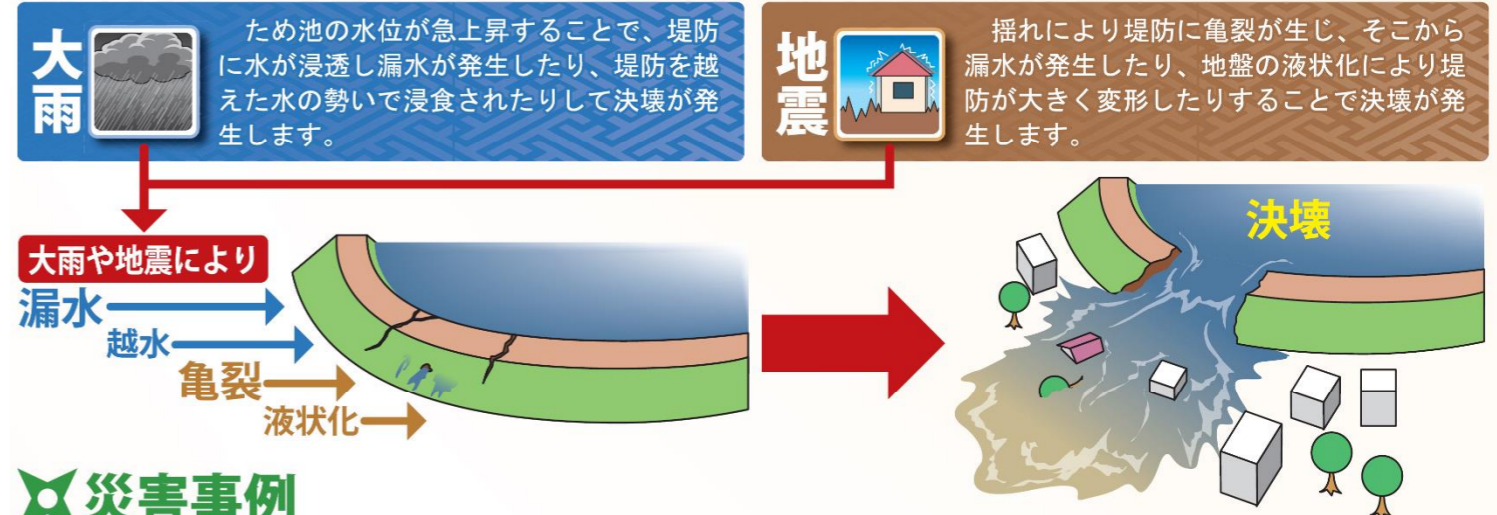 大雨
ため池の水位が急上昇することで、堤防
に水が浸透し漏水が発生したり、堤防を越
えた水の勢いで浸食されたりして決壊が発
生します。
地震
揺れにより堤防に亀裂が生じ、そこから
漏水が発生したり、地盤の液状化により堤
防が大きく変形したりすることで決壊が発
生します。
大雨や地震により
漏水
越水
亀裂
液状化
決壊
災害事例